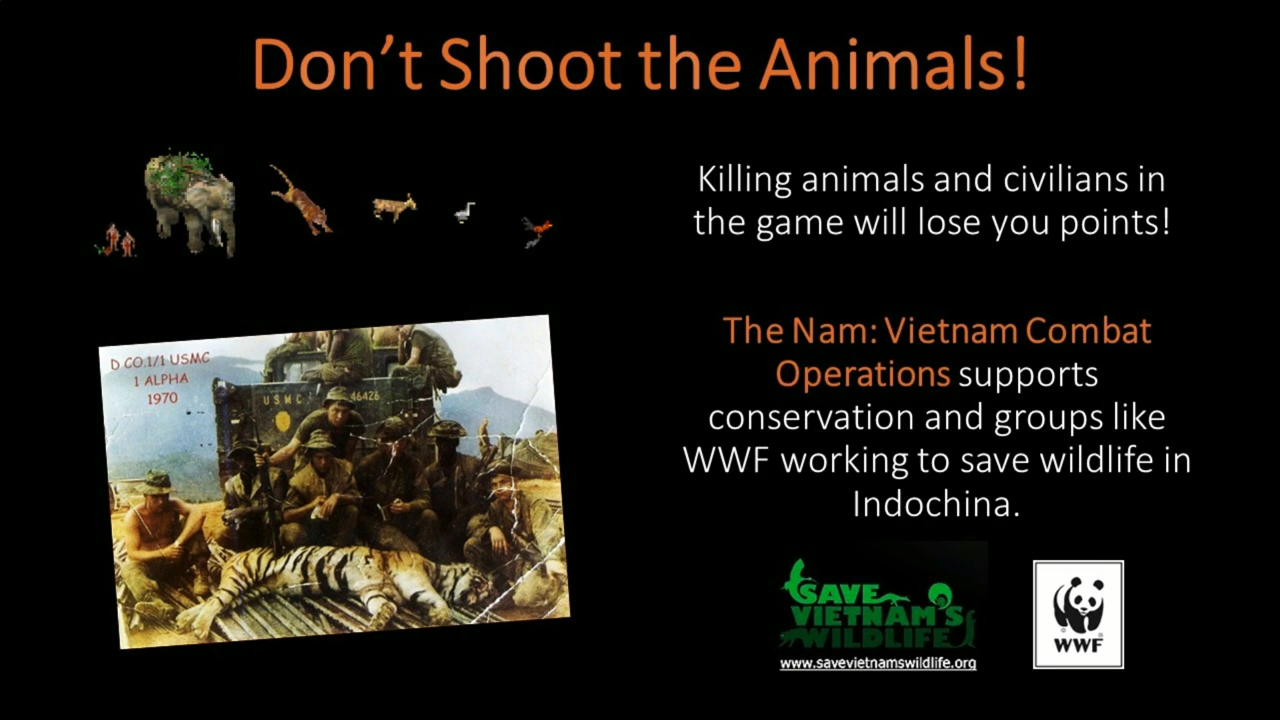 Don’t Shoot the Animals!
Killing animals and civilians in
the game will lose you points!
D CO.1/1 USMC
1 ALPHA
1970
USMC 46426
The Nam: Vietnam Combat
Operations supports
conservation and groups like
WWF working to save wildlife in
Indochina.
SAVE
VIETNAM'S
WILDLIFE
www.savevietnamswildlife.org
WWF